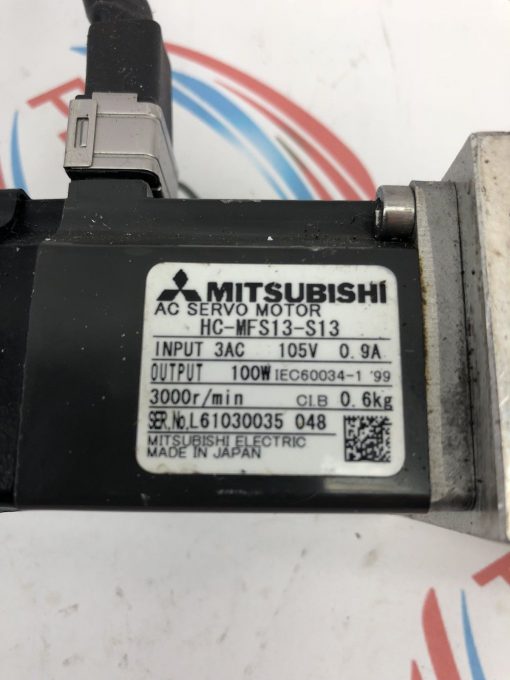 MITSUBISHI
AC SERVO MOTOR
HC-MFS13-S13
INPUT 3AC 105V 0.9A
OUTPUT 100W IEC60034-1 '99
3000r/min CI.B 0.6kg
SER.No.L61030035 048
MITSUBISHI ELECTRIC
MADE IN JAPAN